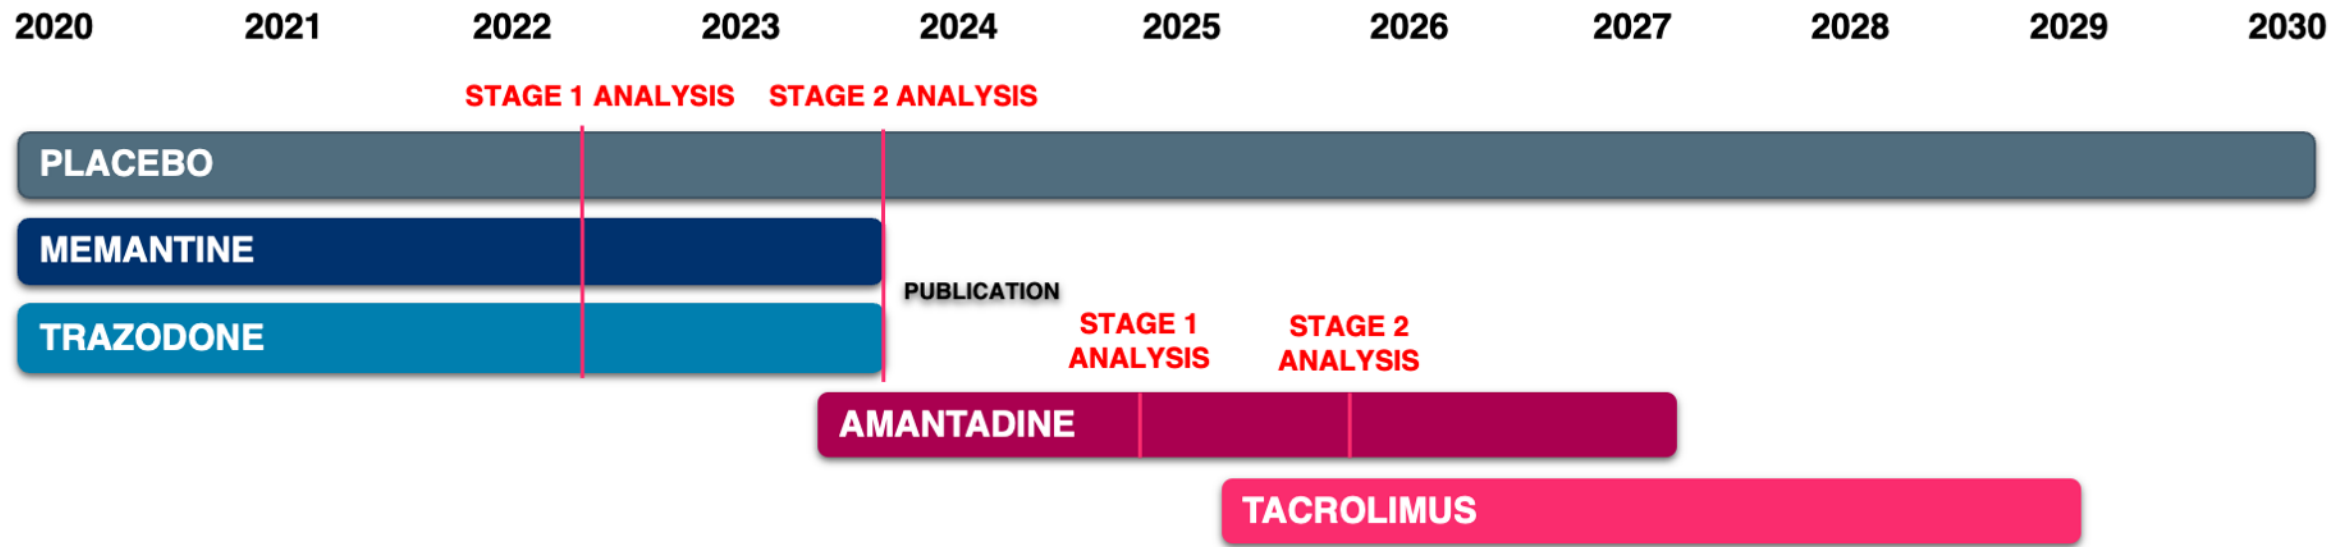 2020 2021 2022 2023 2024 2025 2026 2027 2028 2029 2030
STAGE 1 ANALYSIS STAGE 2 ANALYSIS
PLACEBO
MEMANTINE
PUBLICATION
TRAZODONE
STAGE 1
ANALYSIS
STAGE 2
ANALYSIS
AMANTADINE
TACROLIMUS